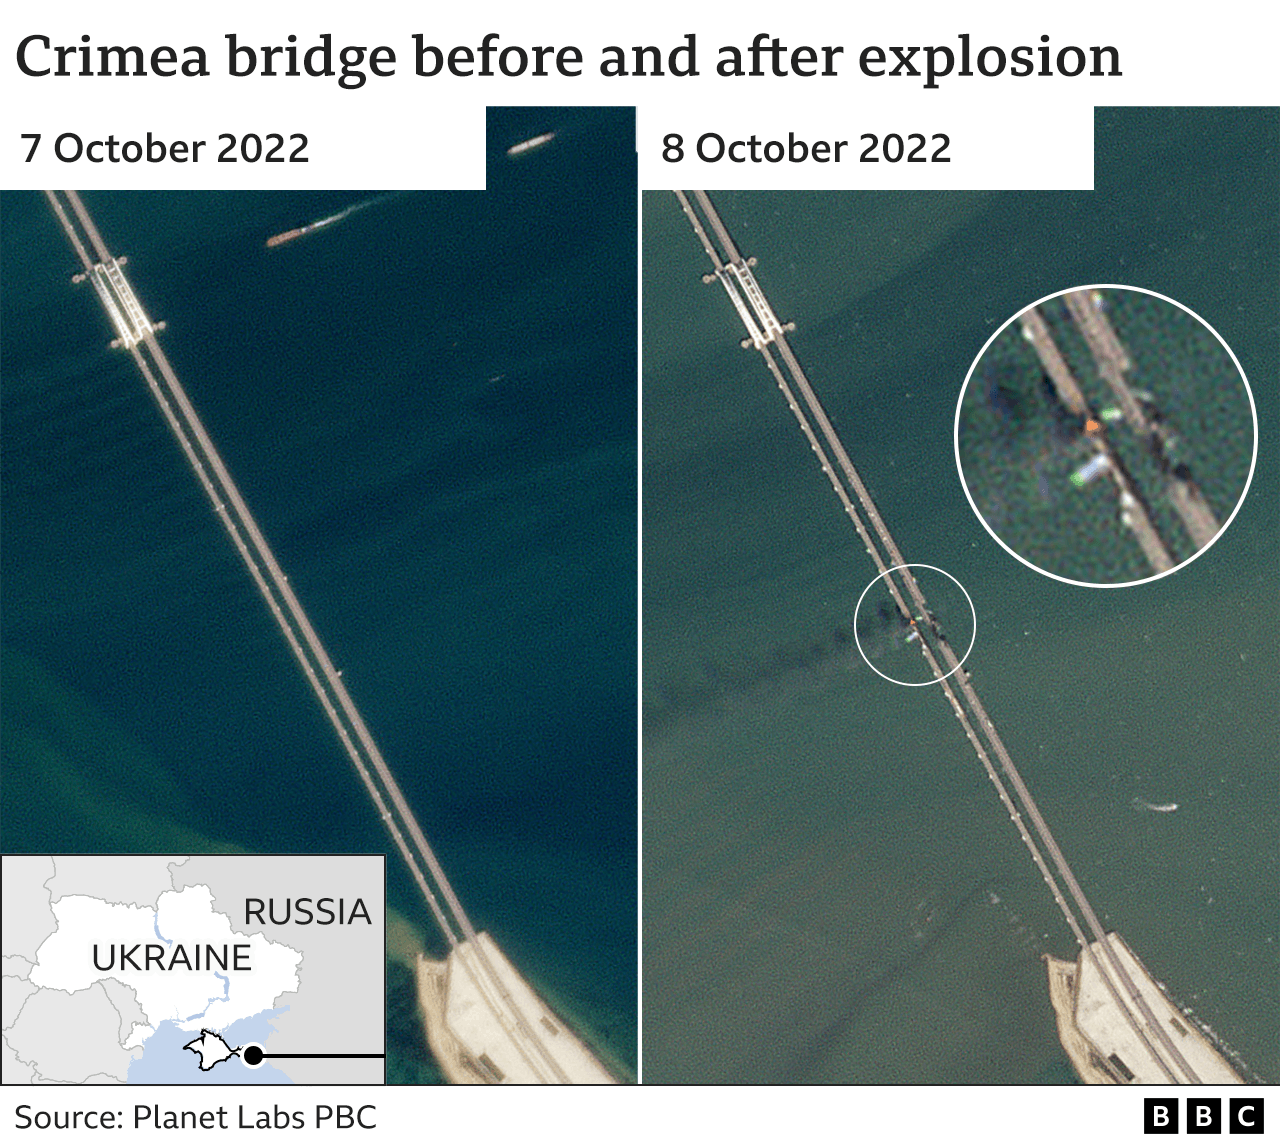 Crimea bridge before and after explosion
7 October 2022
8 October 2022
RUSSIA
UKRAINE
Source: Planet Labs PBC
BBC